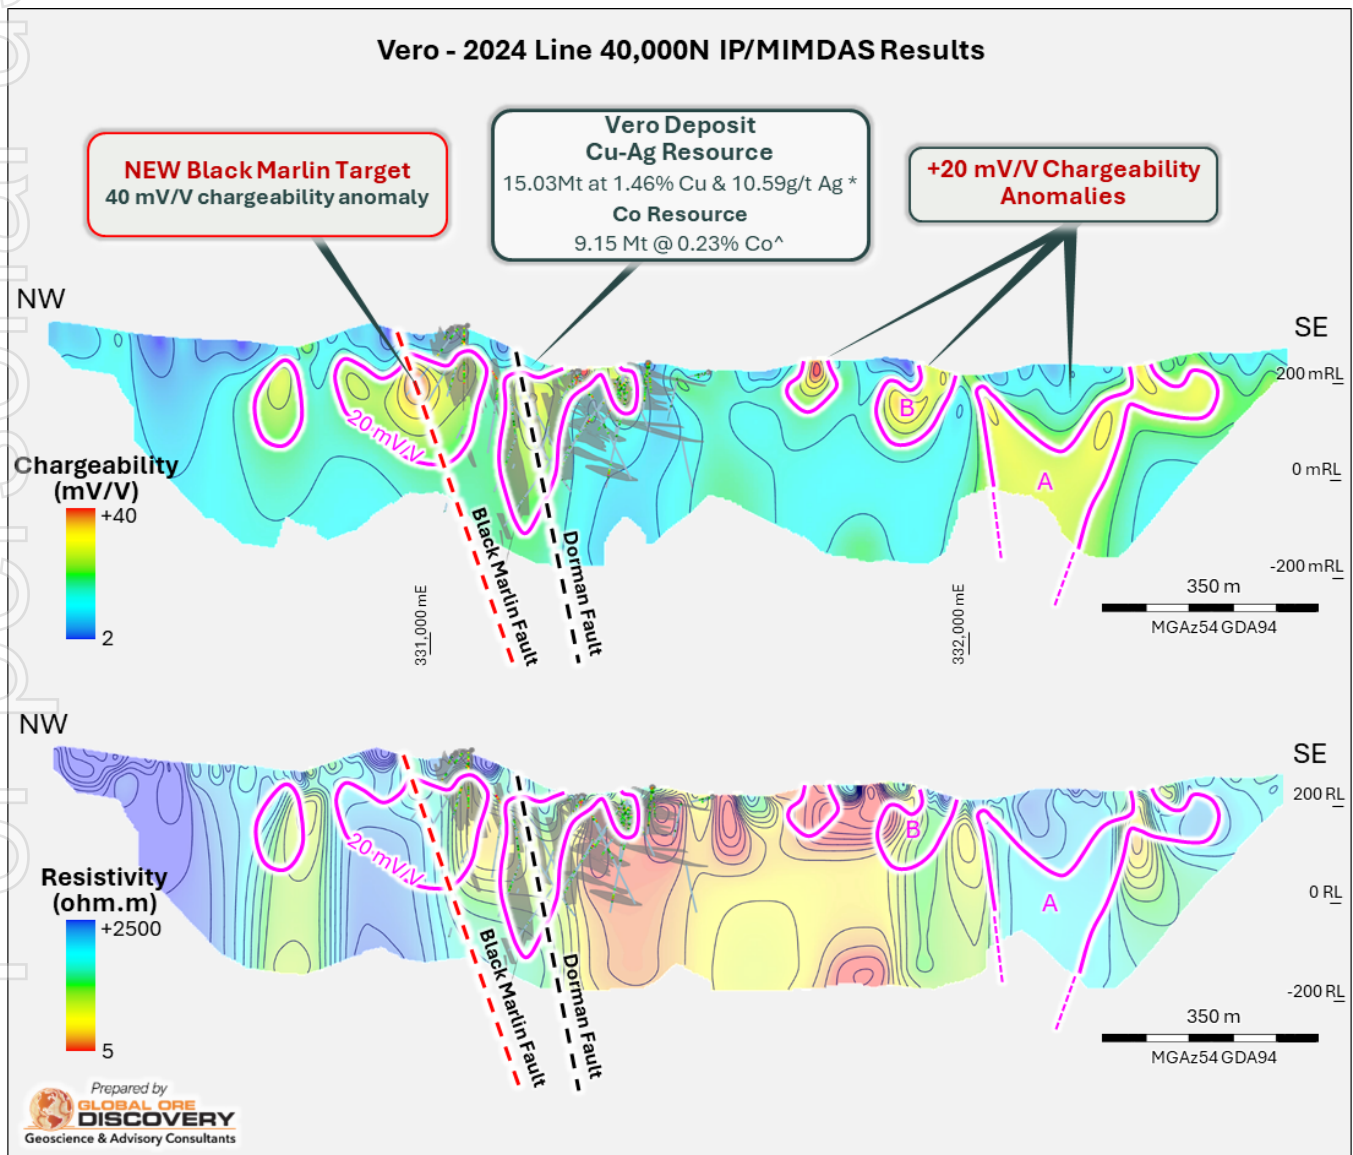 Vero - 2024 Line 40,000N IP/MIMDAS Results
NEW Black Marlin Target
40 mV/V chargeability anomaly
Vero Deposit
Cu-Ag Resource
15.03Mt at 1.46% Cu & 10.59g/t Ag *
Co Resource
9.15 Mt @ 0.23% Co^
+20 mV/V Chargeability
Anomalies
NW
SE
200 mRL
0 mRL
-200 mRL
20 mV/V
B
A
Chargeability
(mV/V)
+40
2
Black Marlin Fault
Dorman Fault
331,000 mE
332,000 mE
350 m
MGAz54 GDA94
NW
SE
200 RL
0 RL
-200 RL
20 mV/V
B
A
Resistivity
(ohm.m)
+2500
5
Black Marlin Fault
Dorman Fault
350 m
MGAz54 GDA94
Prepared by
GLOBAL ORE
DISCOVERY
Geoscience & Advisory Consultants